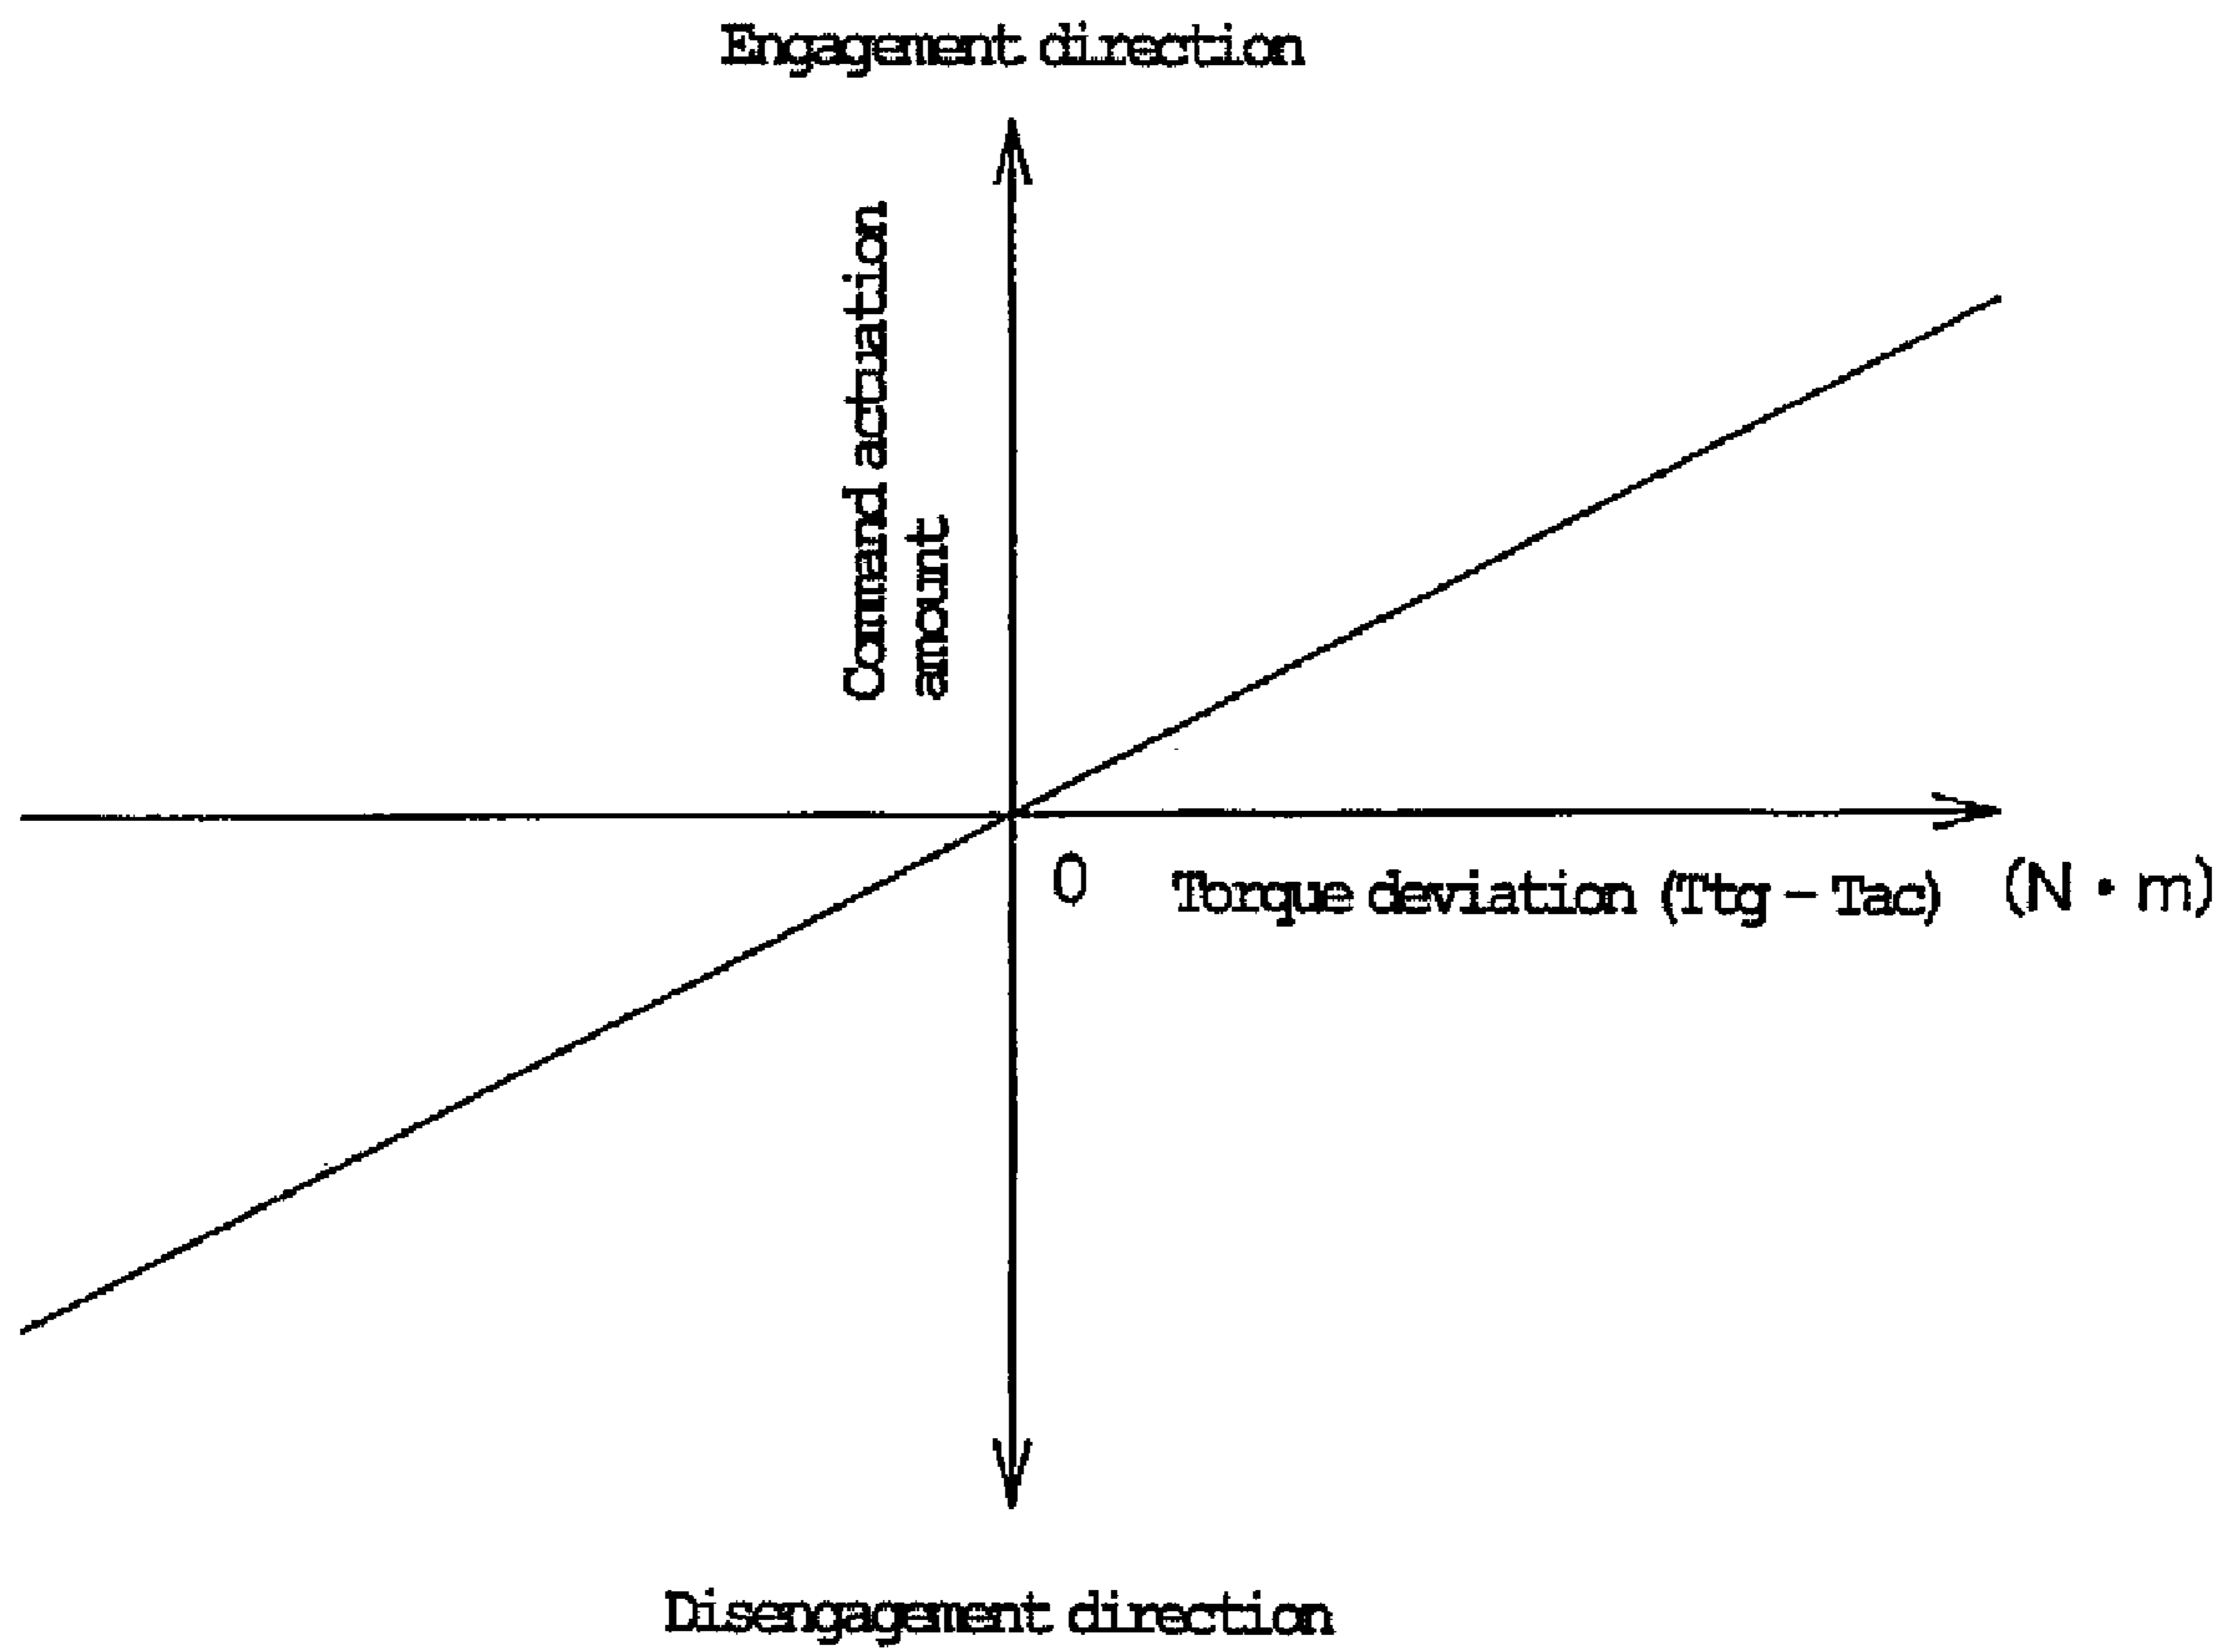 Engagement direction
Command actuation
amount
0
Torque deviation (Ttg - Tac) (N・m)
Disengagement direction